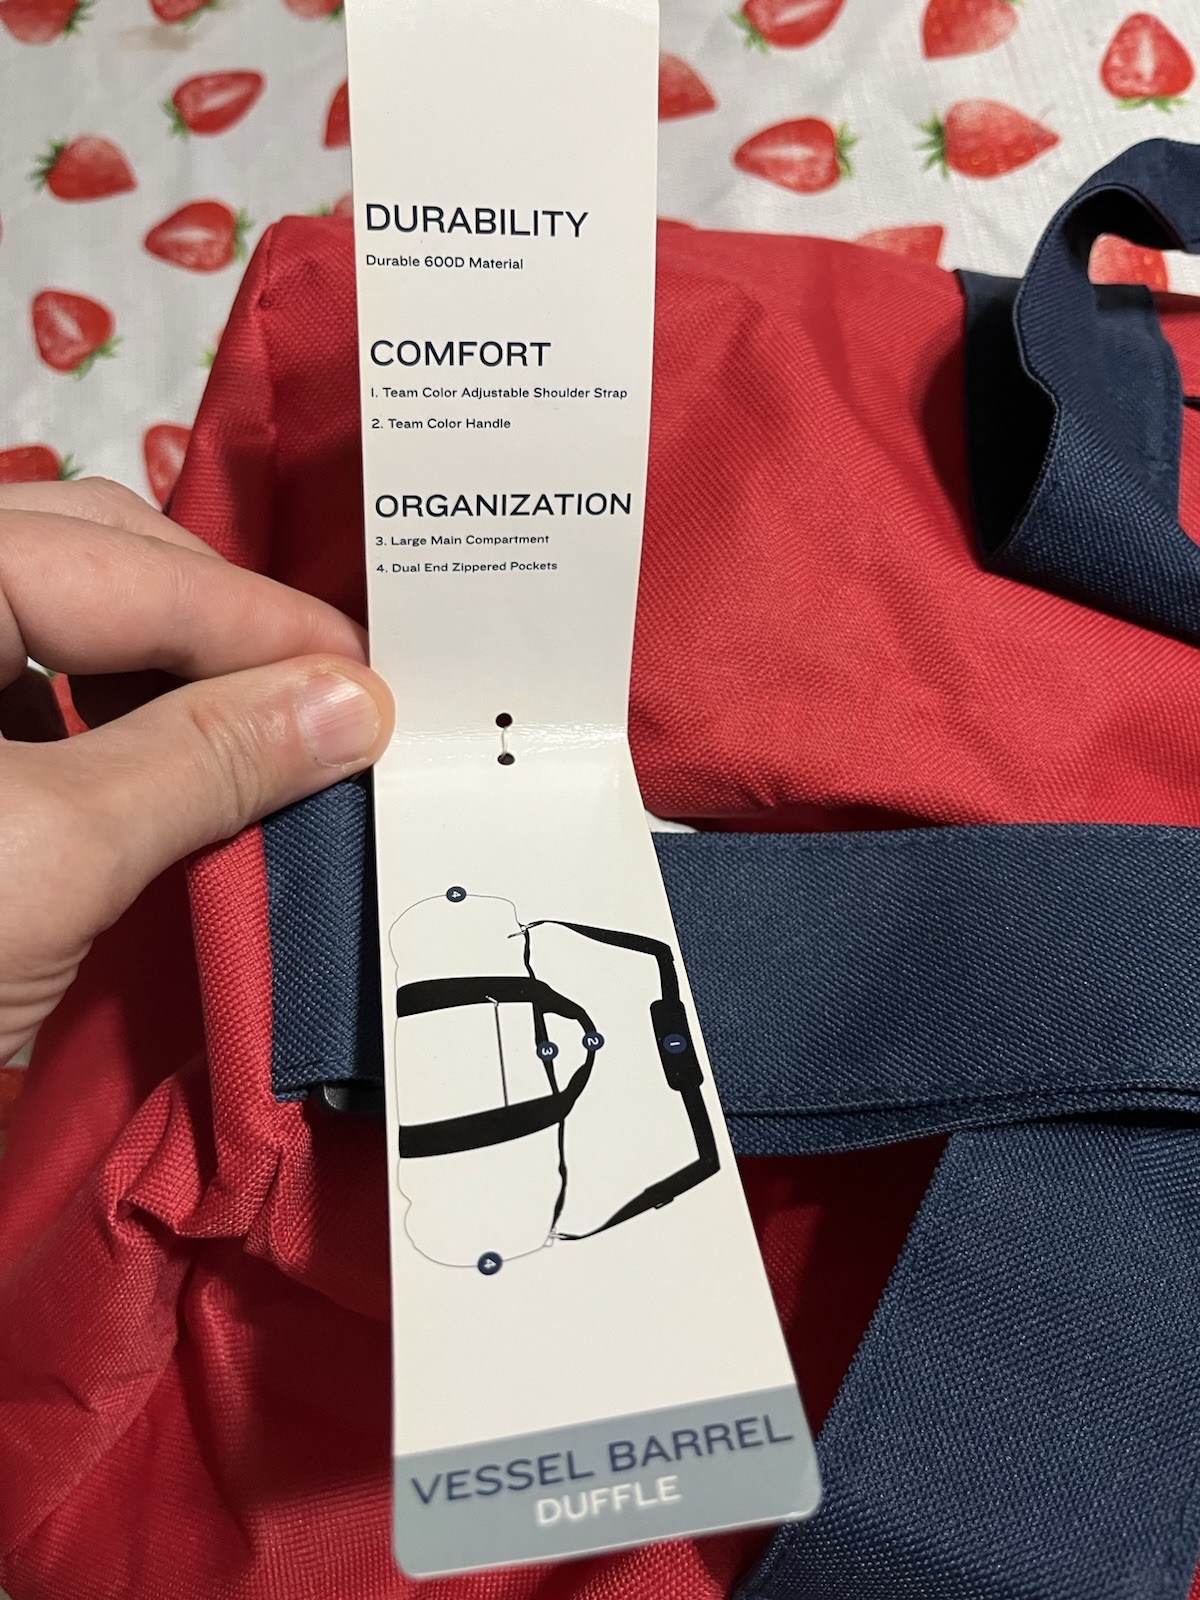 DURABILITY
Durable 600D Material
COMFORT
1. Team Color Adjustable Shoulder Strap
2. Team Color Handle
ORGANIZATION
3. Large Main Compartment
4. Dual End Zippered Pockets
4
3
2
1
4
VESSEL BARREL
DUFFLE